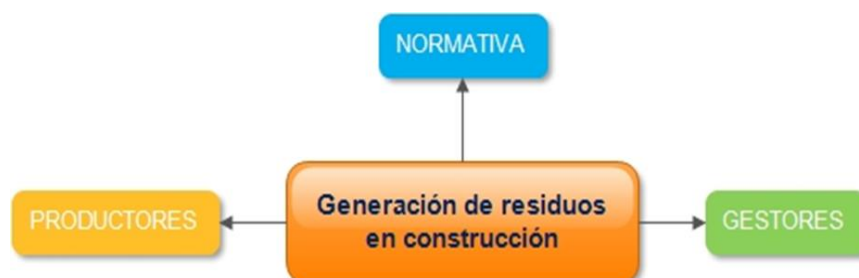 NORMATIVA
PRODUCTORES
Generación de residuos
en construcción
GESTORES